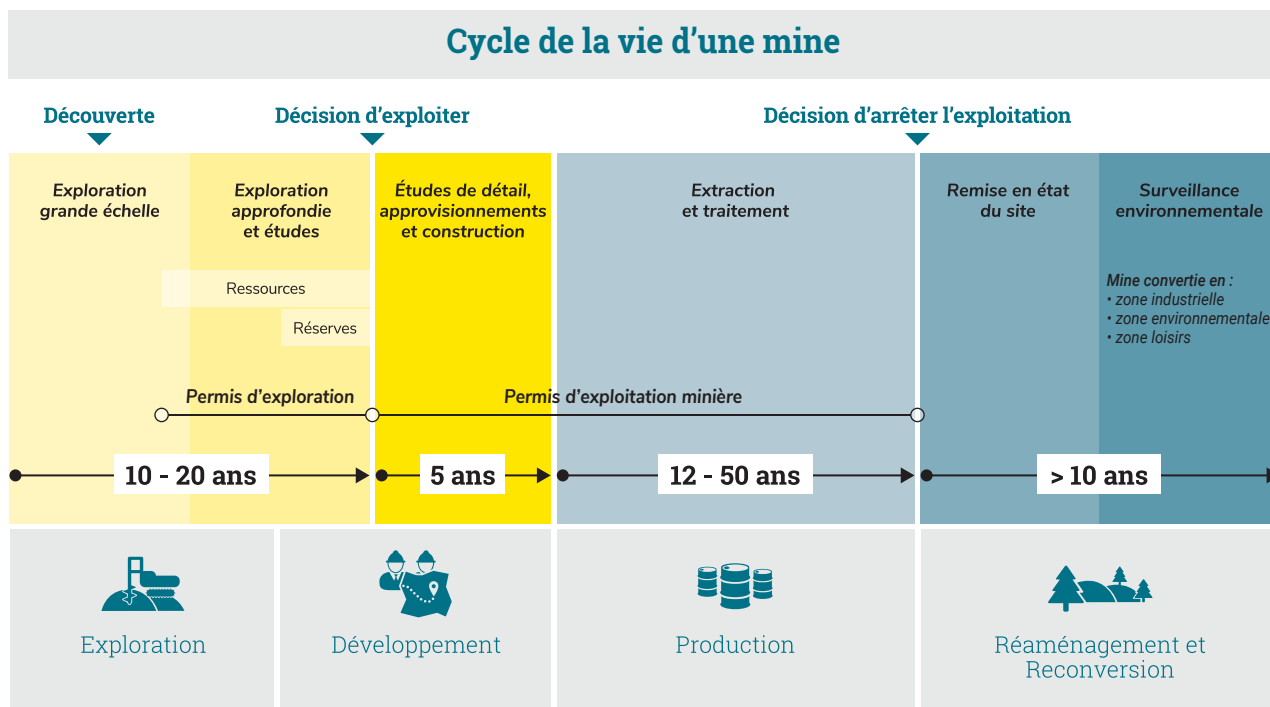 Cycle de la vie d’une mine
Découverte
Décision d’exploiter
Décision d’arrêter l’exploitation
Exploration
grande échelle
Exploration
approfondie
et études
Études de détail,
approvisionnements
et construction
Extraction
et traitement
Remise en état
du site
Surveillance
environnementale
Ressources
Réserves
Mine convertie en :
• zone industrielle
• zone environnementale
• zone loisirs
Permis d’exploration
Permis d’exploitation minière
10 - 20 ans
5 ans
12 - 50 ans
> 10 ans
Exploration
Développement
Production
Réaménagement et
Reconversion